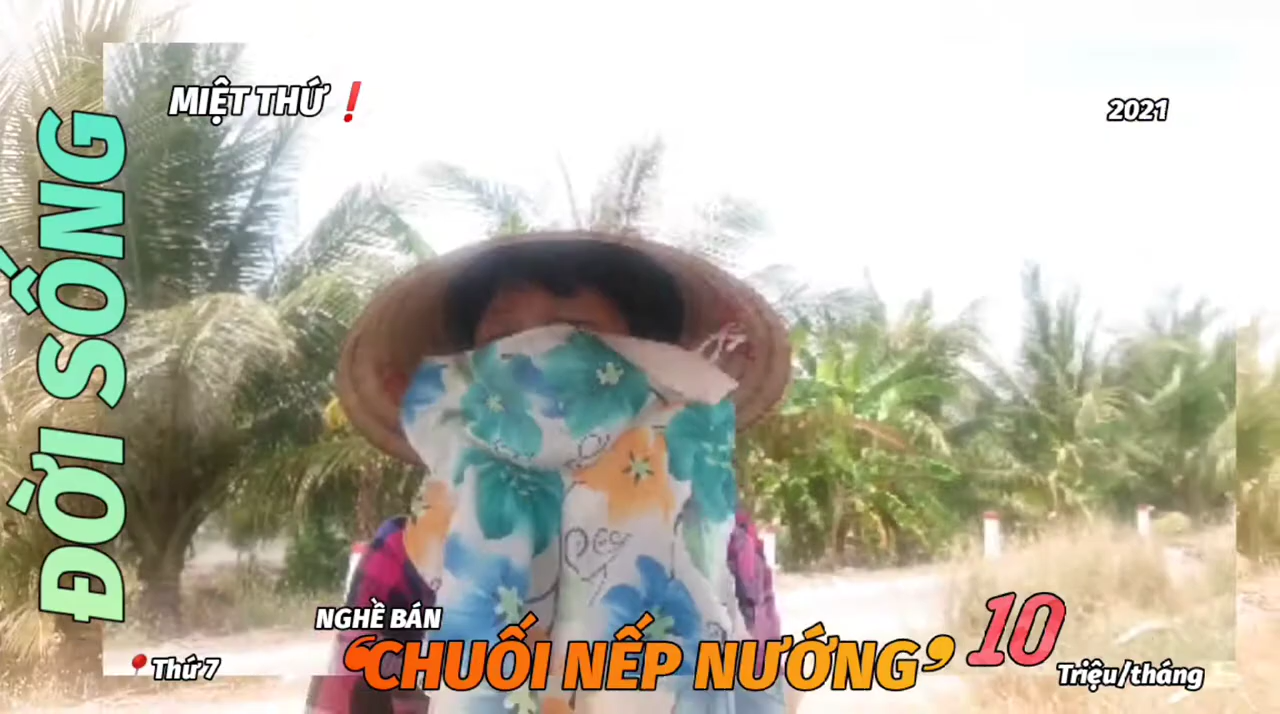 MIỆT THỨ❗
2021
ĐỜI SỐNG
NGHỀ BÁN
“CHUỐI NẾP NƯỚNG”
10
Triệu/tháng
📍Thứ 7